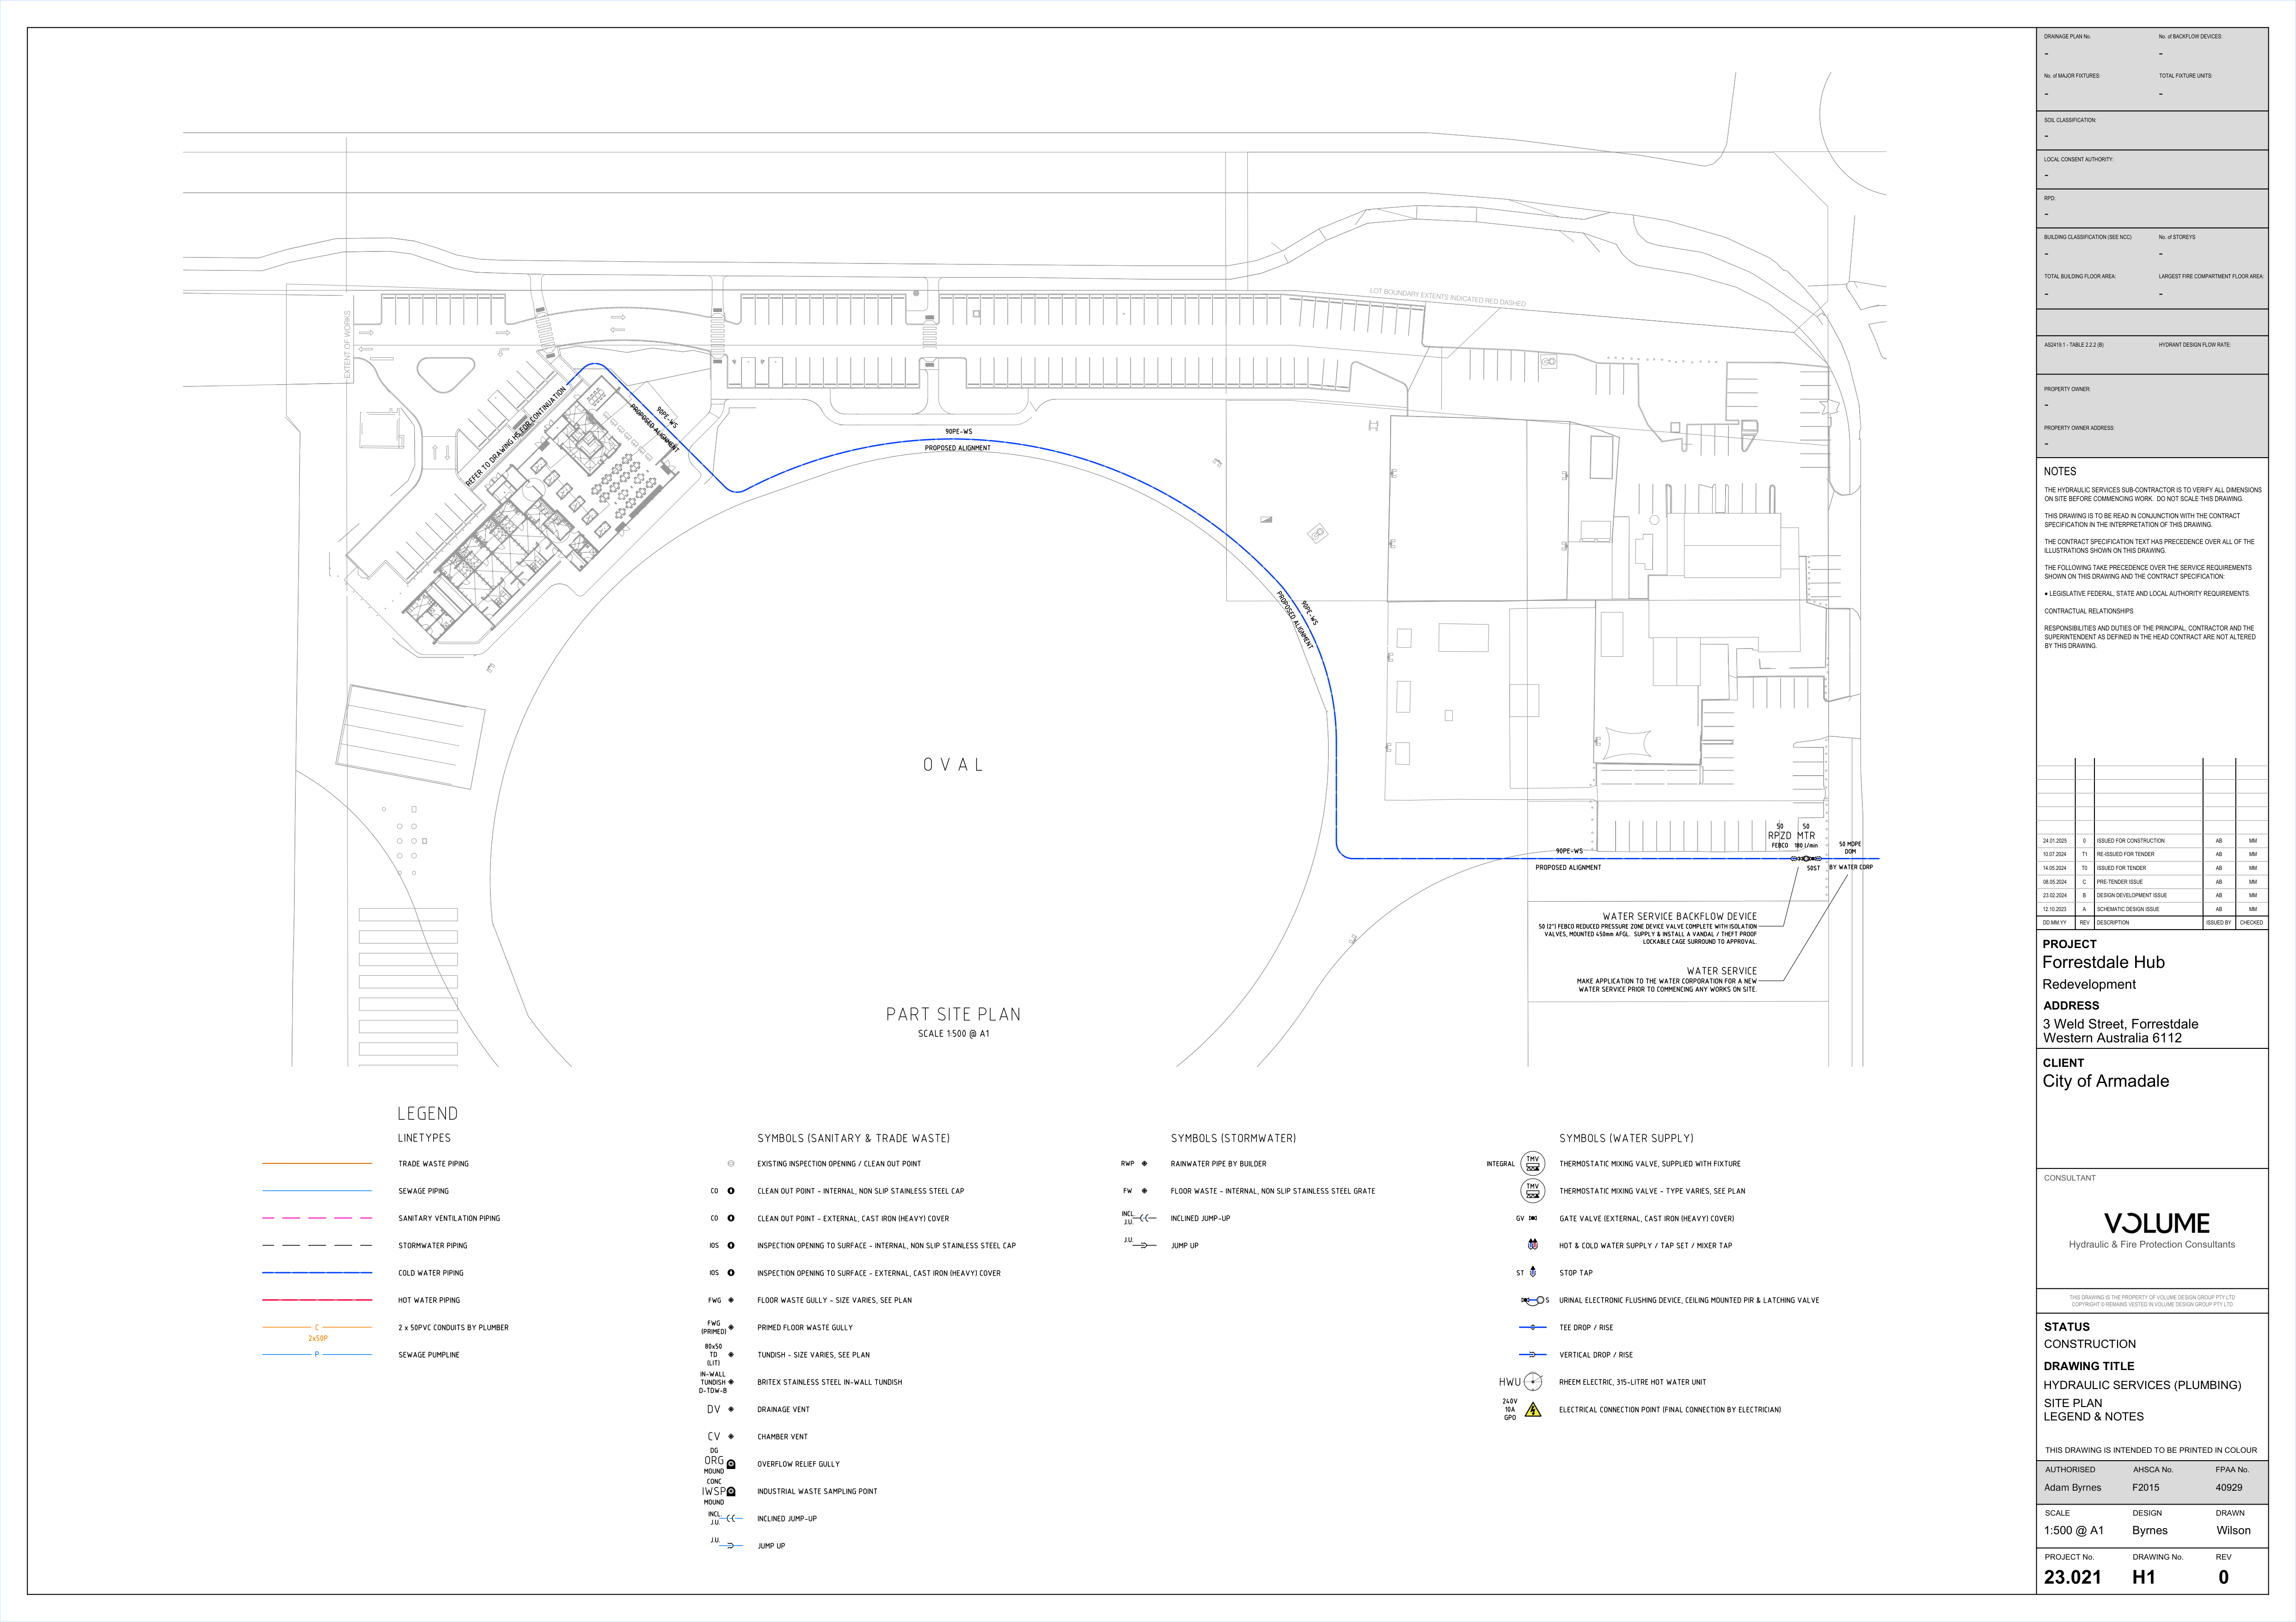 LOT BOUNDARY EXTENTS INDICATED RED DASHED
EXTENT OF WORKS
REFER TO DRAWING H5 FOR CONTINUATION
90PE-WS
PROPOSED ALIGNMENT
90PE-WS
PROPOSED ALIGNMENT
90PE-WS
PROPOSED ALIGNMENT
OVAL
50
RPZD
FEBCO
50
MTR
180 l/min
50 MDPE
DOM
90PE-WS
PROPOSED ALIGNMENT
50ST
BY WATER CORP
WATER SERVICE BACKFLOW DEVICE
50 (2") FEBCO REDUCED PRESSURE ZONE DEVICE VALVE COMPLETE WITH ISOLATION
VALVES, MOUNTED 450mm AFGL. SUPPLY & INSTALL A VANDAL / THEFT PROOF
LOCKABLE CAGE SURROUND TO APPROVAL.
WATER SERVICE
MAKE APPLICATION TO THE WATER CORPORATION FOR A NEW
WATER SERVICE PRIOR TO COMMENCING ANY WORKS ON SITE.
PART SITE PLAN
SCALE 1:500 @ A1
LEGEND
LINETYPES
TRADE WASTE PIPING
SEWAGE PIPING
SANITARY VENTILATION PIPING
STORMWATER PIPING
COLD WATER PIPING
HOT WATER PIPING
C
2x50P
2 x 50PVC CONDUITS BY PLUMBER
P
SEWAGE PUMPLINE
SYMBOLS (SANITARY & TRADE WASTE)
EXISTING INSPECTION OPENING / CLEAN OUT POINT
CO
CLEAN OUT POINT - INTERNAL, NON SLIP STAINLESS STEEL CAP
CO
CLEAN OUT POINT - EXTERNAL, CAST IRON (HEAVY) COVER
IOS
INSPECTION OPENING TO SURFACE - INTERNAL, NON SLIP STAINLESS STEEL CAP
IOS
INSPECTION OPENING TO SURFACE - EXTERNAL, CAST IRON (HEAVY) COVER
FWG
FLOOR WASTE GULLY - SIZE VARIES, SEE PLAN
FWG
(PRIMED)
PRIMED FLOOR WASTE GULLY
80x50
TD
(LIT)
TUNDISH - SIZE VARIES, SEE PLAN
IN-WALL
TUNDISH
D-TDW-B
BRITEX STAINLESS STEEL IN-WALL TUNDISH
DV
DRAINAGE VENT
CV
CHAMBER VENT
DG
ORG
MOUND
OVERFLOW RELIEF GULLY
CONC
IWSP
MOUND
INDUSTRIAL WASTE SAMPLING POINT
INCL.
J.U.
INCLINED JUMP-UP
J.U.
JUMP UP
SYMBOLS (STORMWATER)
RWP
RAINWATER PIPE BY BUILDER
FW
FLOOR WASTE - INTERNAL, NON SLIP STAINLESS STEEL GRATE
INCL.
J.U.
INCLINED JUMP-UP
J.U.
JUMP UP
SYMBOLS (WATER SUPPLY)
INTEGRAL
TMV
THERMOSTATIC MIXING VALVE, SUPPLIED WITH FIXTURE
TMV
THERMOSTATIC MIXING VALVE - TYPE VARIES, SEE PLAN
GV
GATE VALVE (EXTERNAL, CAST IRON (HEAVY) COVER)
HOT & COLD WATER SUPPLY / TAP SET / MIXER TAP
ST
STOP TAP
S
URINAL ELECTRONIC FLUSHING DEVICE, CEILING MOUNTED PIR & LATCHING VALVE
TEE DROP / RISE
VERTICAL DROP / RISE
HWU
RHEEM ELECTRIC, 315-LITRE HOT WATER UNIT
240V
10A
GPO
ELECTRICAL CONNECTION POINT (FINAL CONNECTION BY ELECTRICIAN)
DRAINAGE PLAN No. No. of BACKFLOW DEVICES:
- -
No. of MAJOR FIXTURES: TOTAL FIXTURE UNITS:
- -
SOIL CLASSIFICATION:
-
LOCAL CONSENT AUTHORITY:
-
RPD:
-
BUILDING CLASSIFICATION (SEE NCC) No. of STOREYS
- -
TOTAL BUILDING FLOOR AREA: LARGEST FIRE COMPARTMENT FLOOR AREA:
- -
AS2419.1 - TABLE 2.2.2 (B) HYDRANT DESIGN FLOW RATE:
PROPERTY OWNER:
-
PROPERTY OWNER ADDRESS:
-
NOTES
THE HYDRAULIC SERVICES SUB-CONTRACTOR IS TO VERIFY ALL DIMENSIONS
ON SITE BEFORE COMMENCING WORK. DO NOT SCALE THIS DRAWING.
THIS DRAWING IS TO BE READ IN CONJUNCTION WITH THE CONTRACT
SPECIFICATION IN THE INTERPRETATION OF THIS DRAWING.
THE CONTRACT SPECIFICATION TEXT HAS PRECEDENCE OVER ALL OF THE
ILLUSTRATIONS SHOWN ON THIS DRAWING.
THE FOLLOWING TAKE PRECEDENCE OVER THE SERVICE REQUIREMENTS
SHOWN ON THIS DRAWING AND THE CONTRACT SPECIFICATION:
• LEGISLATIVE FEDERAL, STATE AND LOCAL AUTHORITY REQUIREMENTS.
CONTRACTUAL RELATIONSHIPS
RESPONSIBILITIES AND DUTIES OF THE PRINCIPAL, CONTRACTOR AND THE
SUPERINTENDENT AS DEFINED IN THE HEAD CONTRACT ARE NOT ALTERED
BY THIS DRAWING.
24.01.2025 0 ISSUED FOR CONSTRUCTION AB MM
10.07.2024 T1 RE-ISSUED FOR TENDER AB MM
14.05.2024 T0 ISSUED FOR TENDER AB MM
08.05.2024 C PRE-TENDER ISSUE AB MM
23.02.2024 B DESIGN DEVELOPMENT ISSUE AB MM
12.10.2023 A SCHEMATIC DESIGN ISSUE AB MM
DD.MM.YY REV DESCRIPTION ISSUED BY CHECKED
PROJECT
Forrestdale Hub
Redevelopment
ADDRESS
3 Weld Street, Forrestdale
Western Australia 6112
CLIENT
City of Armadale
CONSULTANT
VOLUME
Hydraulic & Fire Protection Consultants
THIS DRAWING IS THE PROPERTY OF VOLUME DESIGN GROUP PTY LTD
COPYRIGHT © REMAINS VESTED IN VOLUME DESIGN GROUP PTY LTD
STATUS
CONSTRUCTION
DRAWING TITLE
HYDRAULIC SERVICES (PLUMBING)
SITE PLAN
LEGEND & NOTES
THIS DRAWING IS INTENDED TO BE PRINTED IN COLOUR
AUTHORISED AHSCA No. FPAA No.
Adam Byrnes F2015 40929
SCALE DESIGN DRAWN
1:500 @ A1 Byrnes Wilson
PROJECT No. DRAWING No. REV
23.021 H1 0